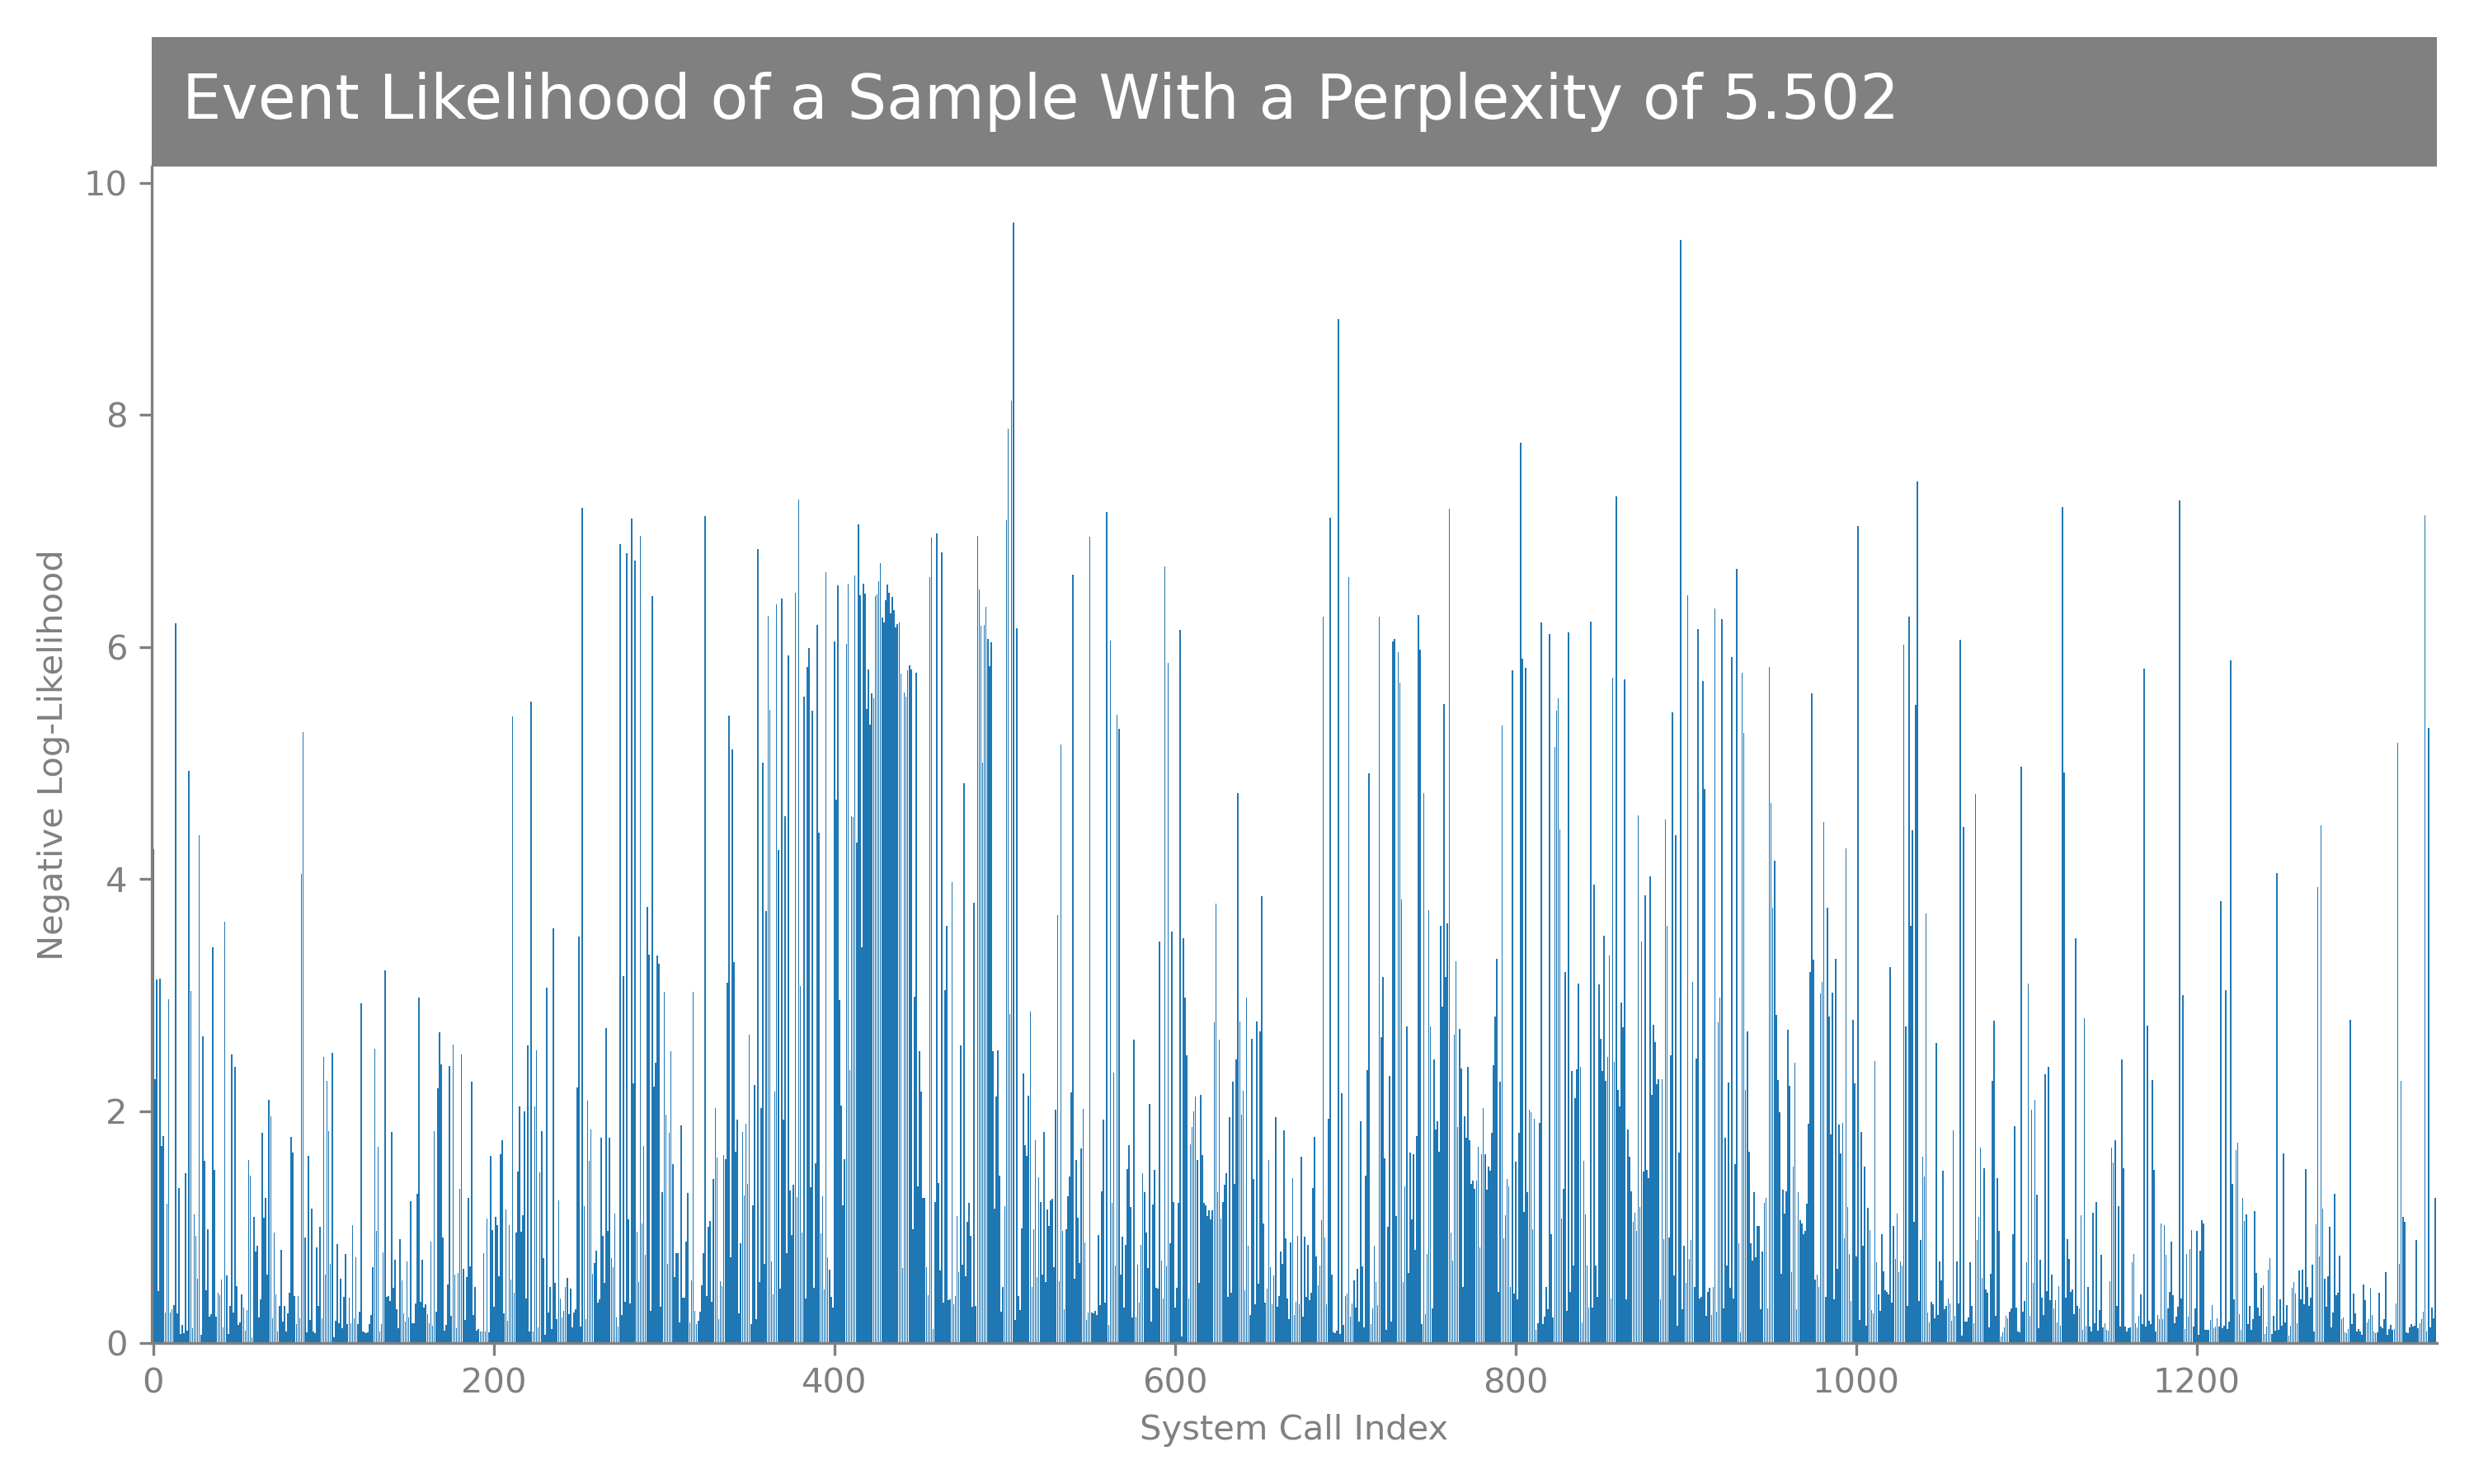 Event Likelihood of a Sample With a Perplexity of 5.502
10
8
6
4
2
0
Negative Log-Likelihood
0 200 400 600 800 1000 1200
System Call Index